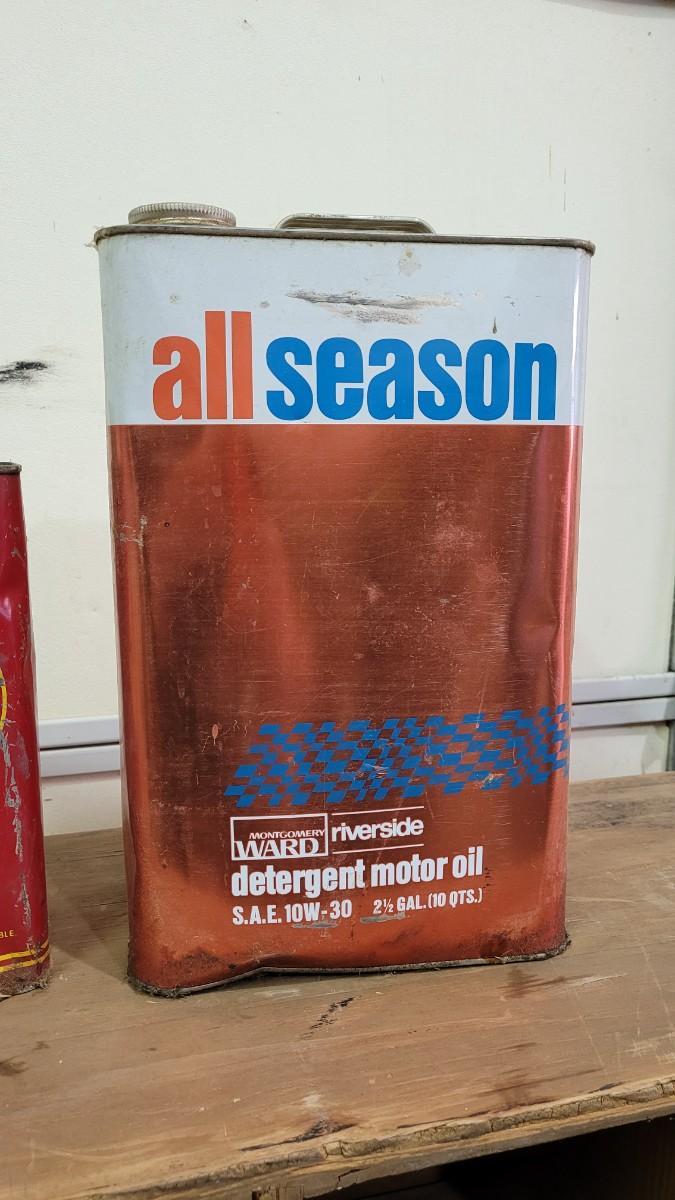 all season
MONTGOMERY
WARD
riverside
detergent motor oil
S.A.E. 10W-30 2½ GAL. (10 QTS.)